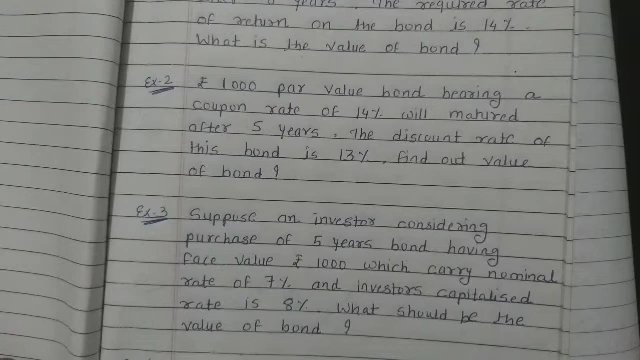 years. The required rate
of return on the bond is 14%.
What is the value of bond ?
Ex-2 ₹ 1000 par value bond bearing a
coupon rate of 14% will matured
after 5 years. The discount rate of
this bond is 13%. Find out value
of bond ?
Ex-3 Suppose an investor considering
purchase of 5 years bond having
face value ₹ 1000 which carry nominal
rate of 7% and investors capitalised
rate is 8%. What should be the
value of bond ?